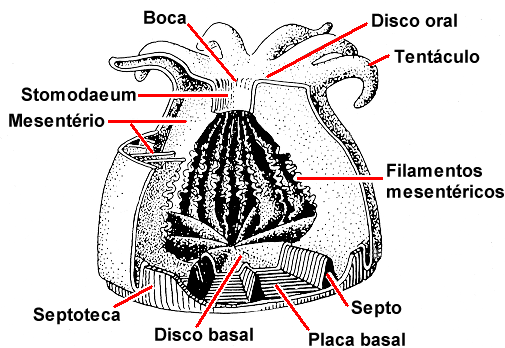 Boca
Disco oral
Tentáculo
Stomodaeum
Mesentério
Filamentos
mesentéricos
Septoteca
Septo
Disco basal
Placa basal